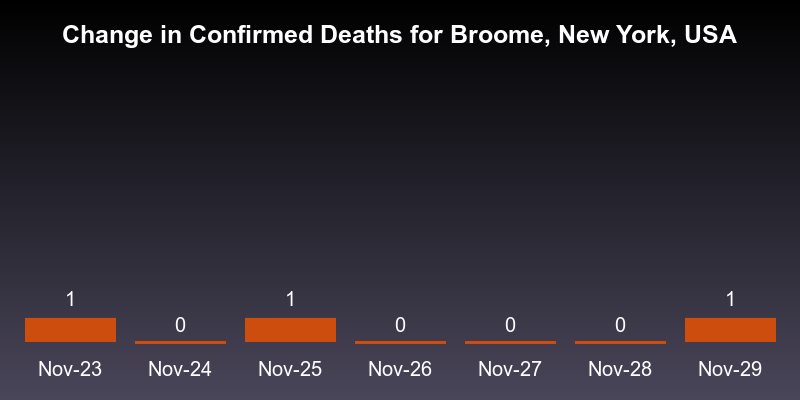 Change in Confirmed Deaths for Broome, New York, USA
1 0 1 0 0 0 1
Nov-23 Nov-24 Nov-25 Nov-26 Nov-27 Nov-28 Nov-29